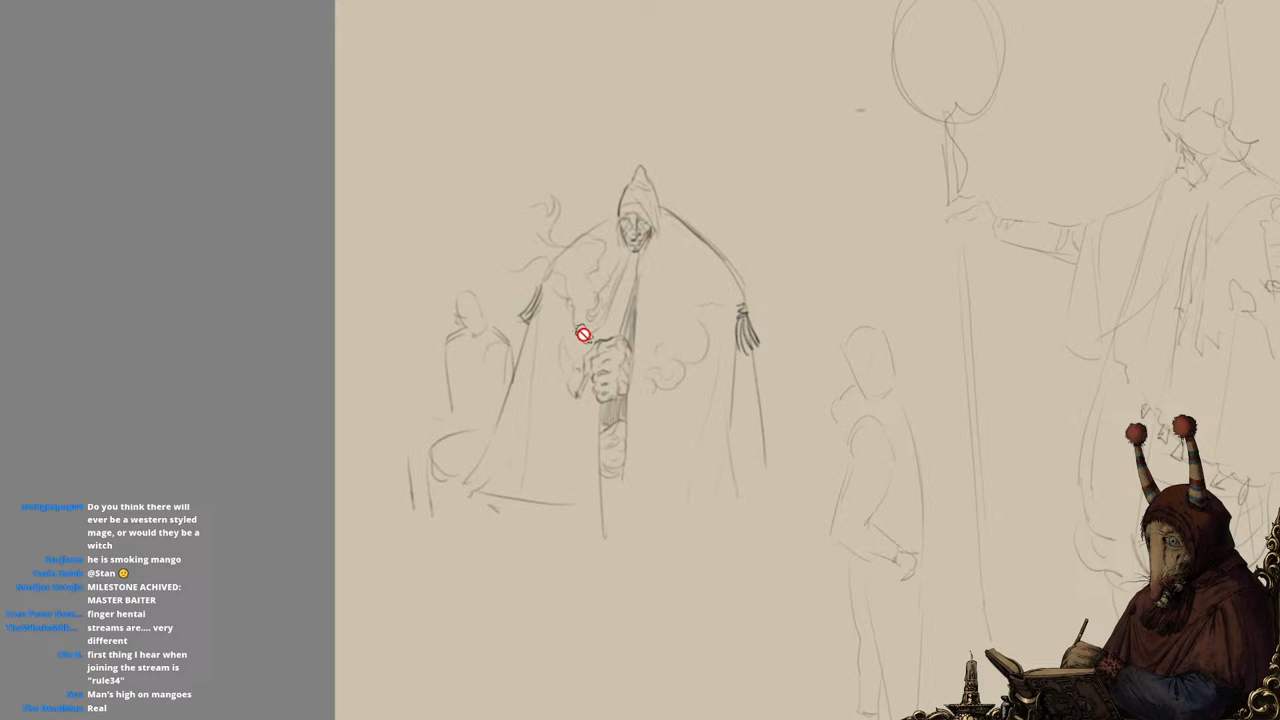 Do you think there will
ever be a western styled
mage, or would they be a
witch
he is smoking mango
@Stan
MILESTONE ACHIVED:
MASTER BAITER
finger hentai
streams are.... very
different
first thing I hear when
joining the stream is
"rule34"
Man's high on mangoes
Real